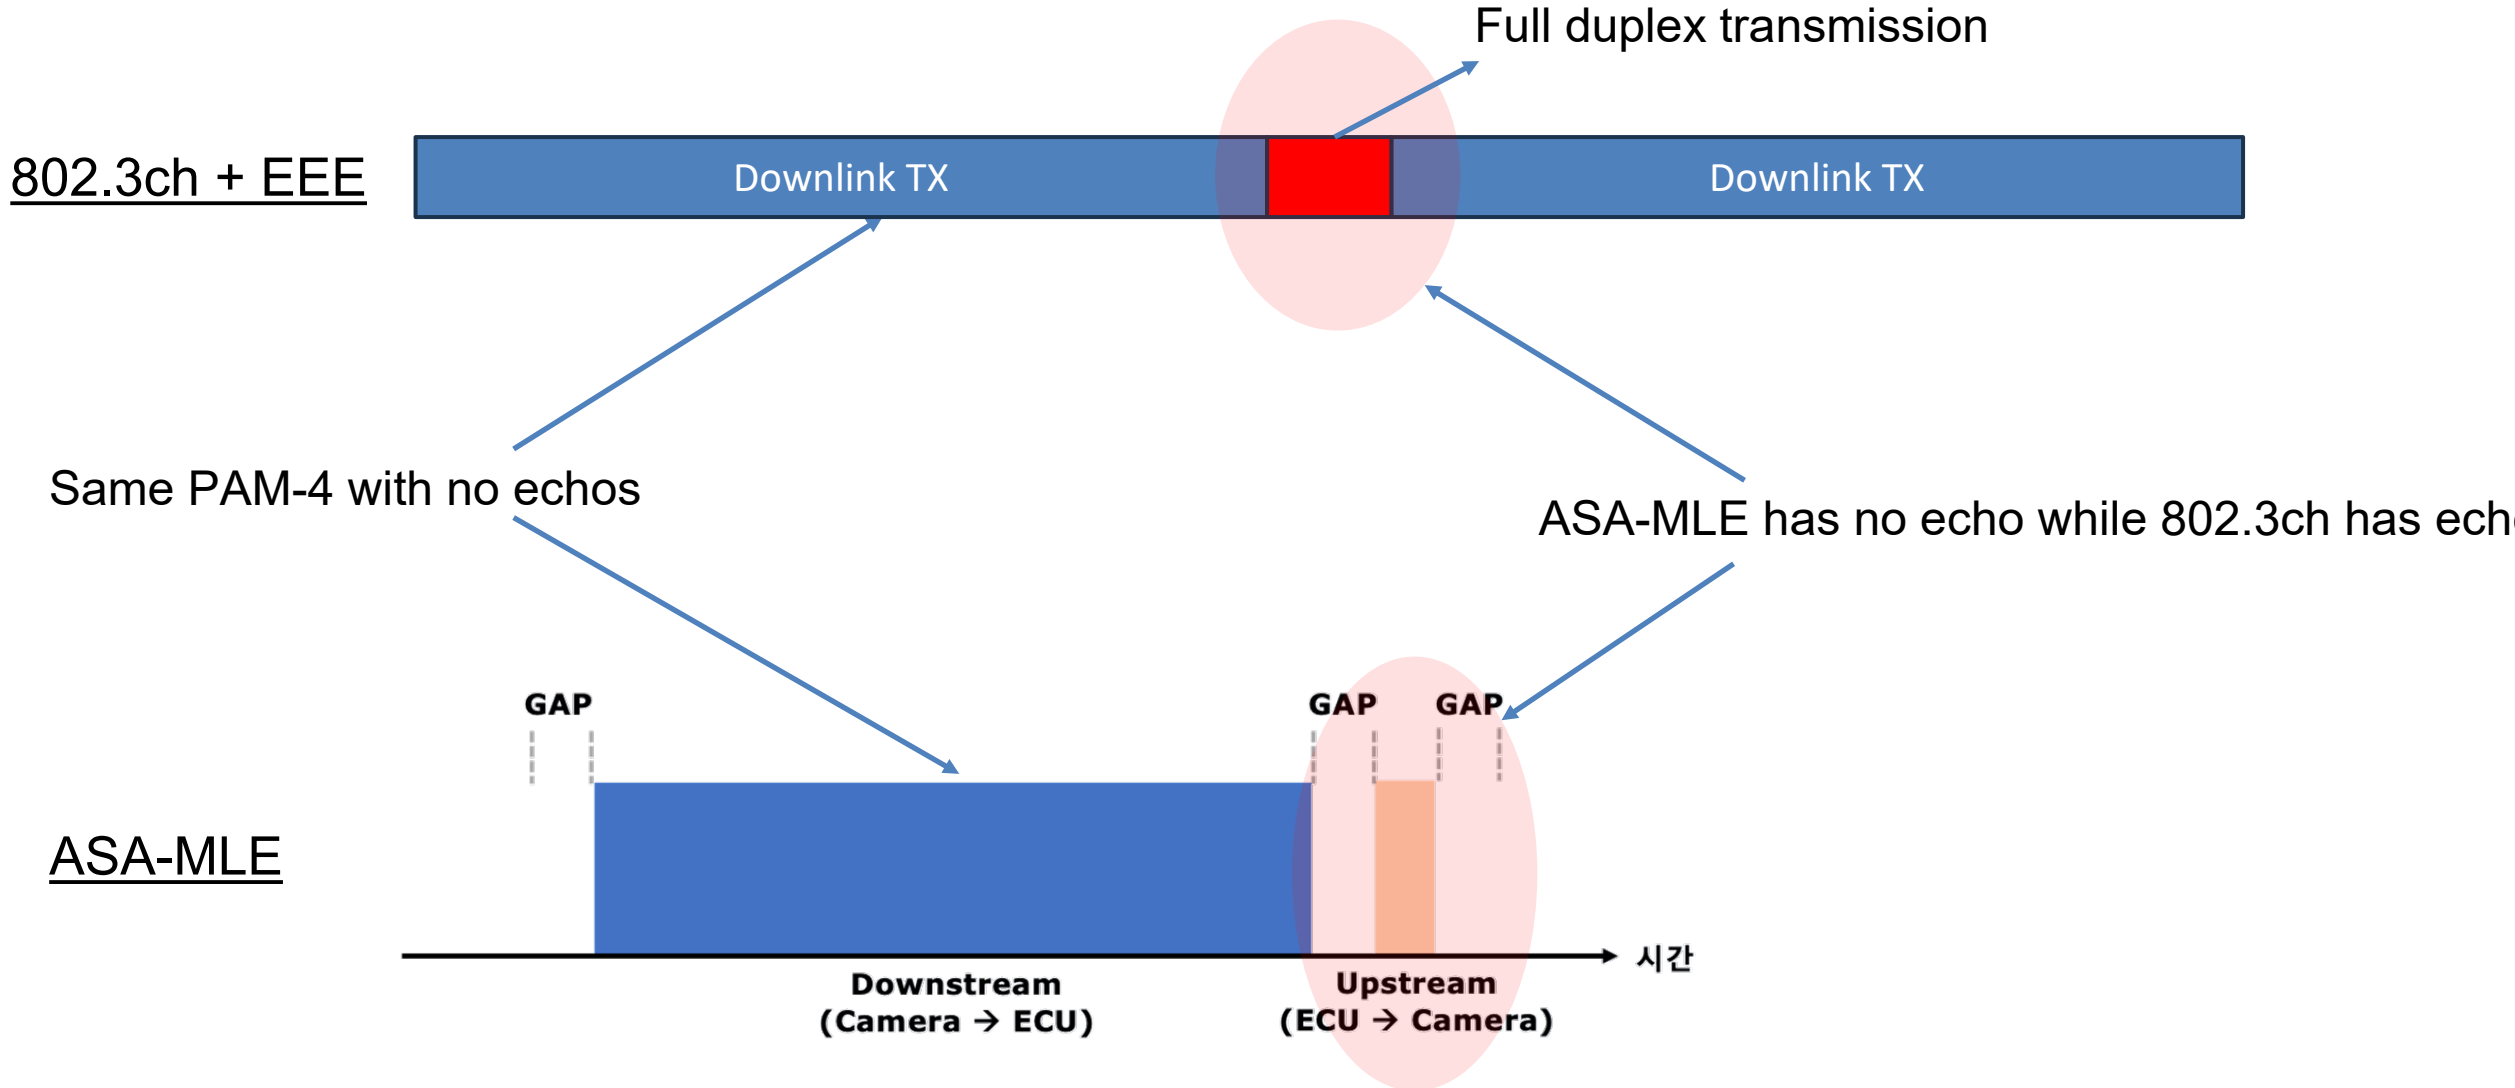 Full duplex transmission
802.3ch + EEE
Downlink TX
Downlink TX
Same PAM-4 with no echos
ASA-MLE has no echo while 802.3ch has ech
GAP
GAP
GAP
ASA-MLE
시간
Downstream
(Camera → ECU)
Upstream
(ECU → Camera)